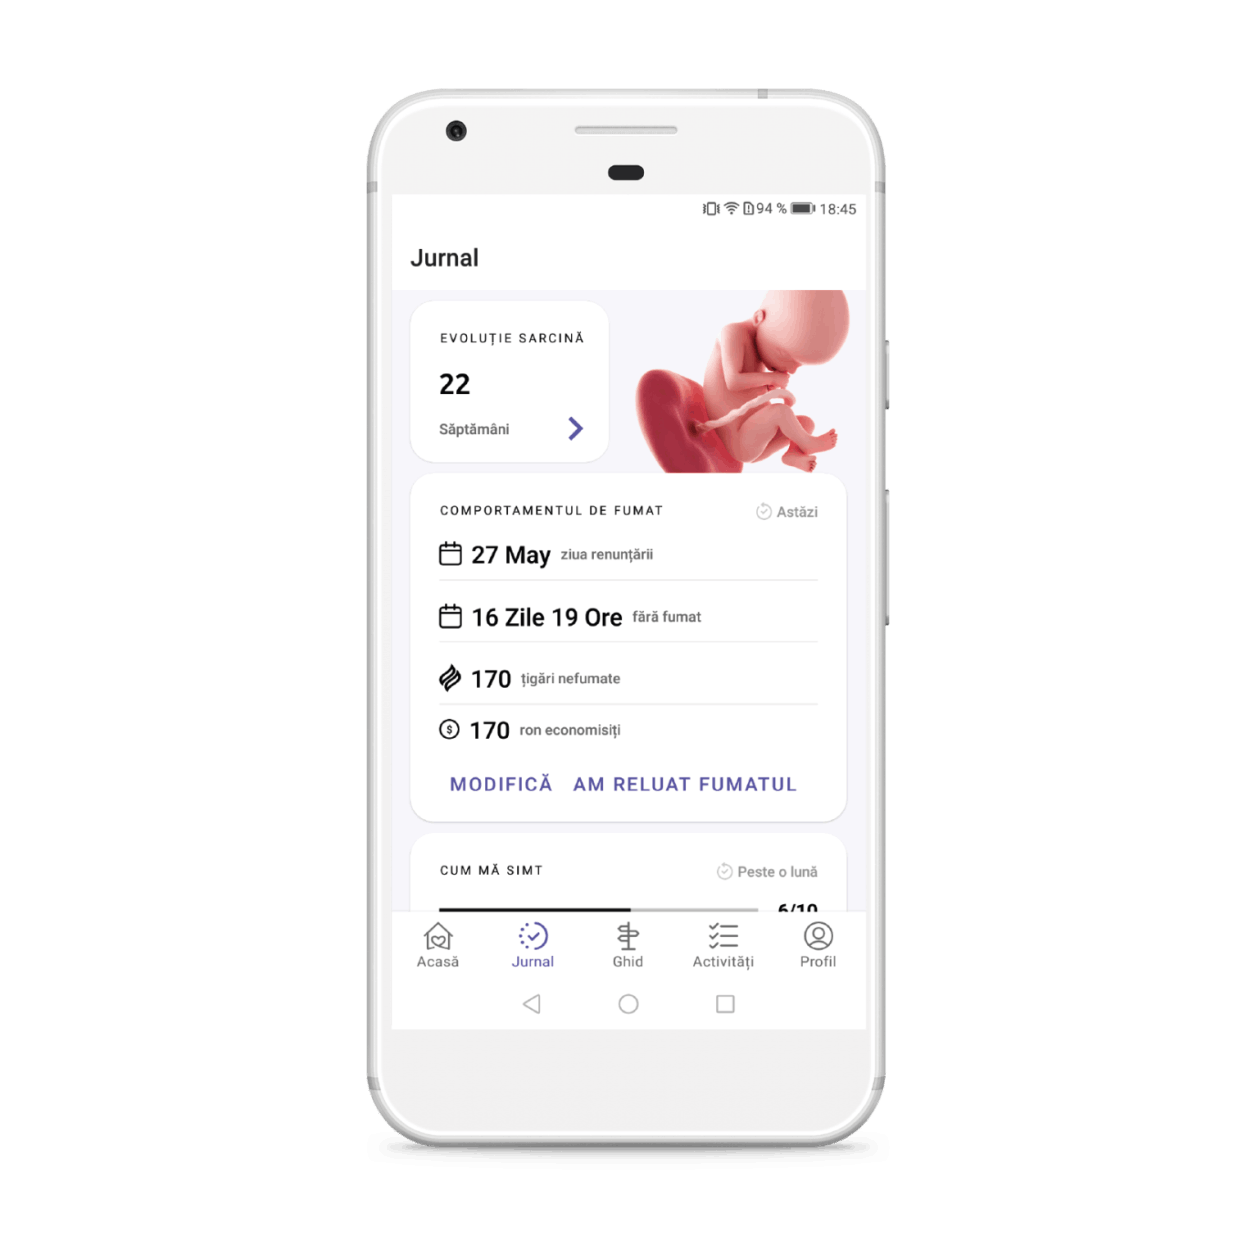 94 % 18:45
Jurnal
EVOLUȚIE SARCINĂ
22
Săptămâni
COMPORTAMENTUL DE FUMAT
Astăzi
27 May ziua renunțării
16 Zile 19 Ore fără fumat
170 țigări nefumate
$ 170 ron economisiți
MODIFICĂ AM RELUAT FUMATUL
CUM MĂ SIMT
Peste o lună
6/10
Acasă Jurnal Ghid Activități Profil